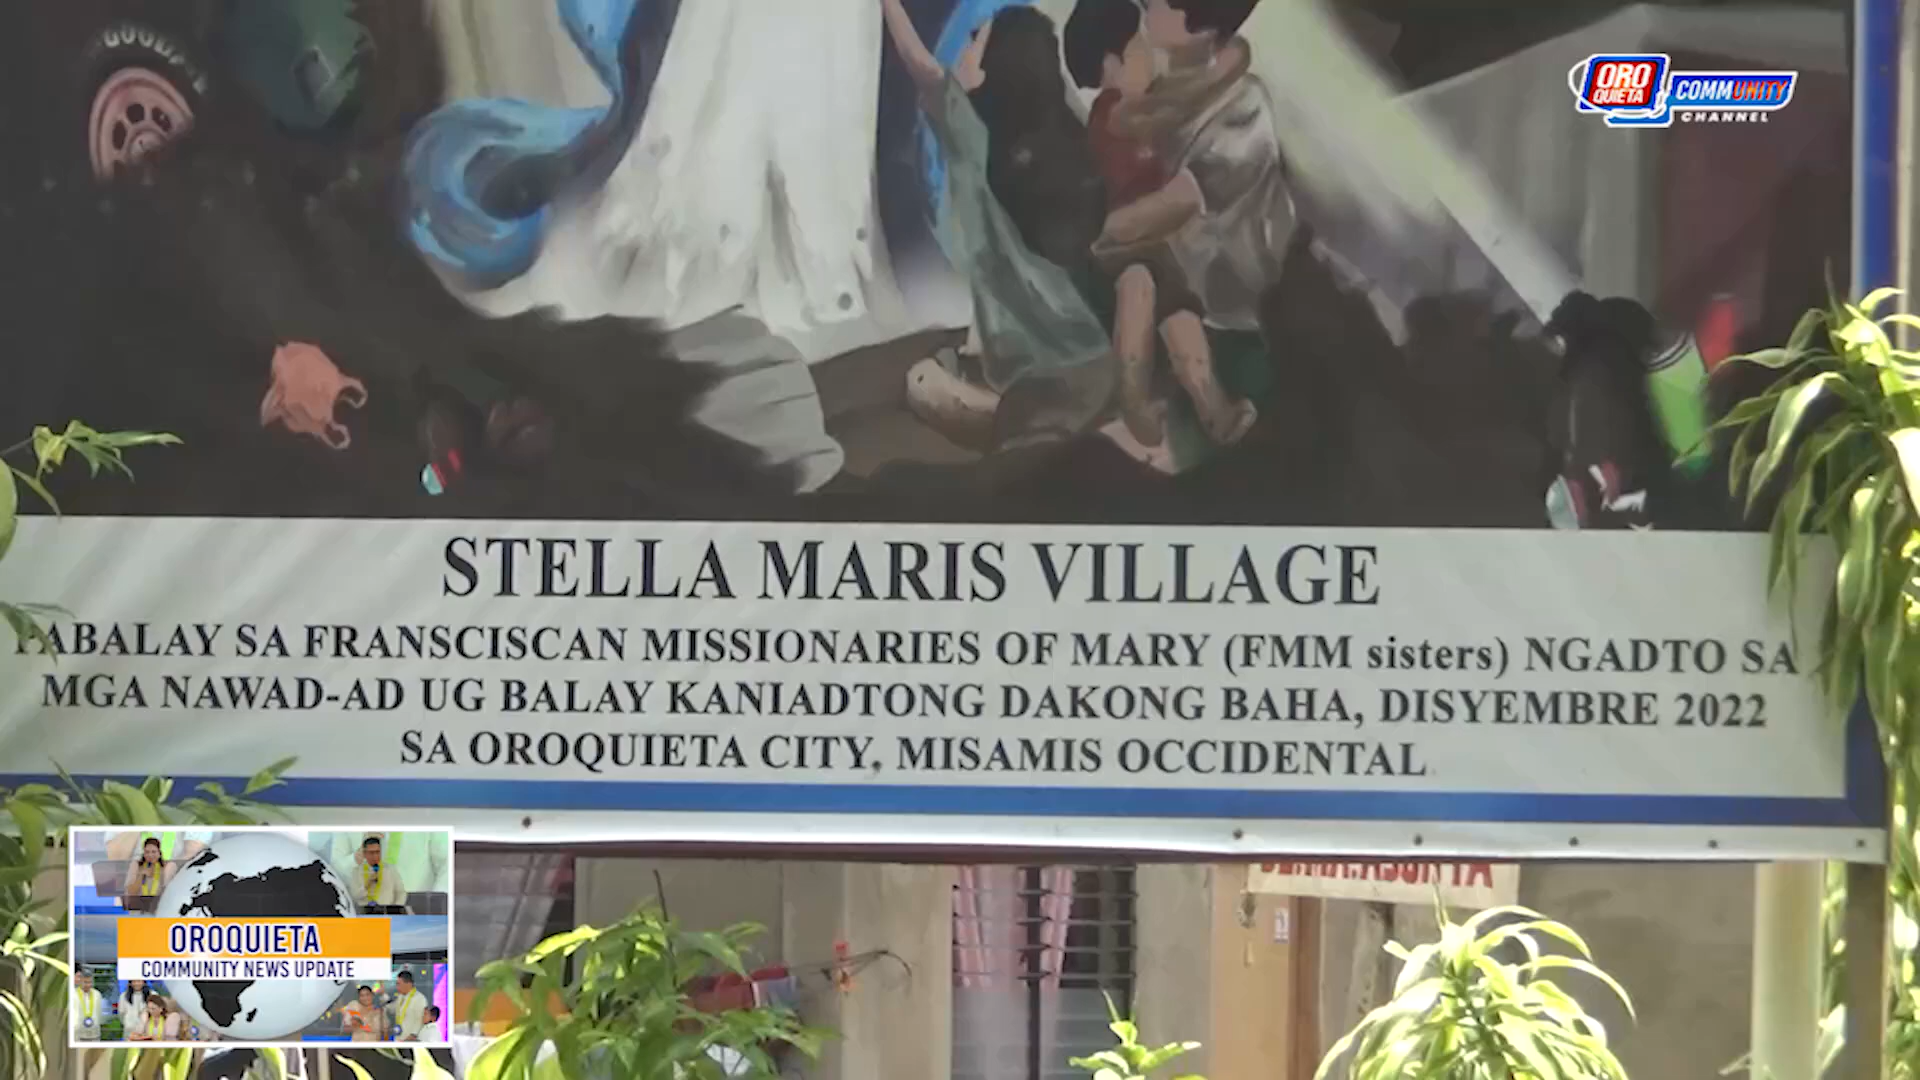 GOOD
ORO
QUIETA
COMMUNITY
CHANNEL
STELLA MARIS VILLAGE
PABALAY SA FRANSCISCAN MISSIONARIES OF MARY (FMM sisters) NGADTO SA
MGA NAWAD-AD UG BALAY KANIADTONG DAKONG BAHA, DISYEMBRE 2022
SA OROQUIETA CITY, MISAMIS OCCIDENTAL
OROQUIETA
COMMUNITY NEWS UPDATE